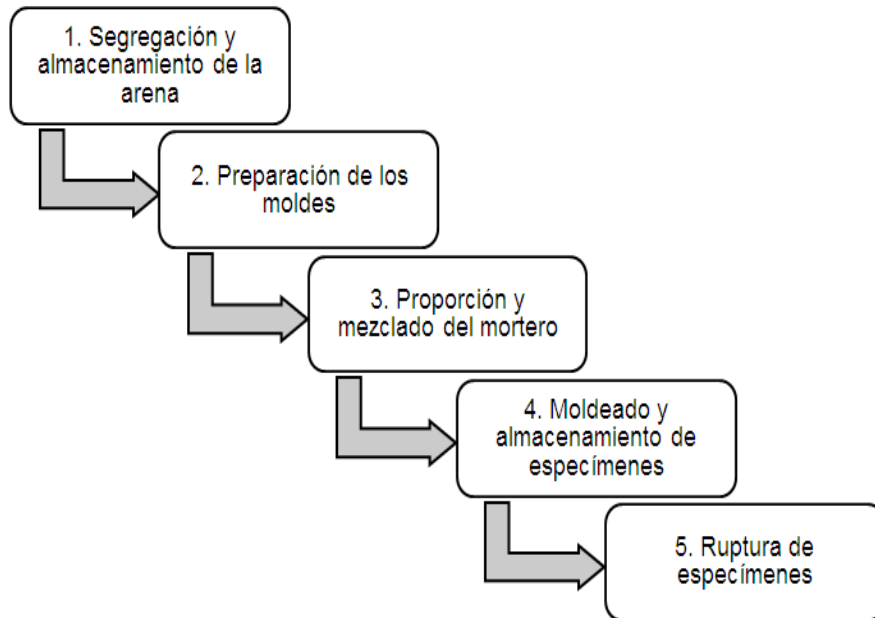 1. Segregación y
almacenamiento de la
arena
2. Preparación de los
moldes
3. Proporción y
mezclado del mortero
4. Moldeado y
almacenamiento de
especímenes
5. Ruptura de
especímenes